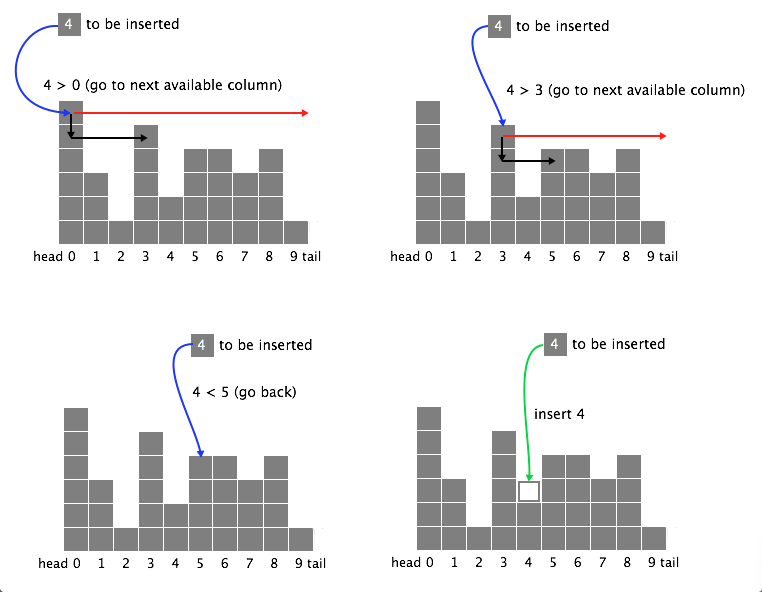 4 to be inserted
4 > 0 (go to next available column)
head 0 1 2 3 4 5 6 7 8 9 tail
4 to be inserted
4 > 3 (go to next available column)
head 0 1 2 3 4 5 6 7 8 9 tail
4 to be inserted
4 < 5 (go back)
head 0 1 2 3 4 5 6 7 8 9 tail
4 to be inserted
insert 4
head 0 1 2 3 4 5 6 7 8 9 tail